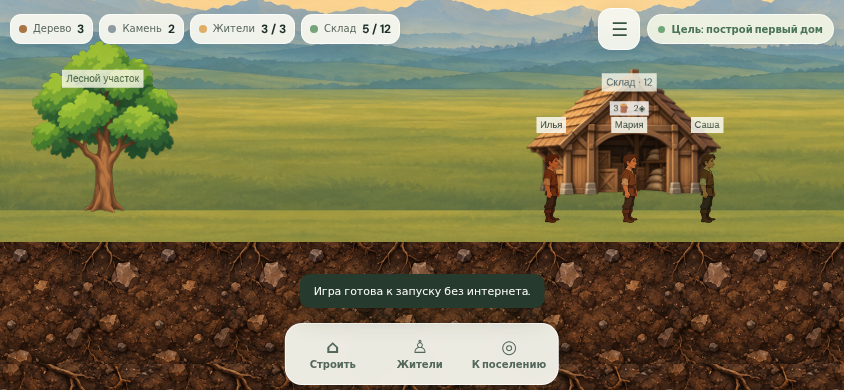 Дерево 3
Камень 2
Жители 3 / 3
Склад 5 / 12
Цель: построй первый дом
Лесной участок
Склад · 12
3 2
Илья
Мария
Саша
Игра готова к запуску без интернета.
Строить
Жители
К поселению